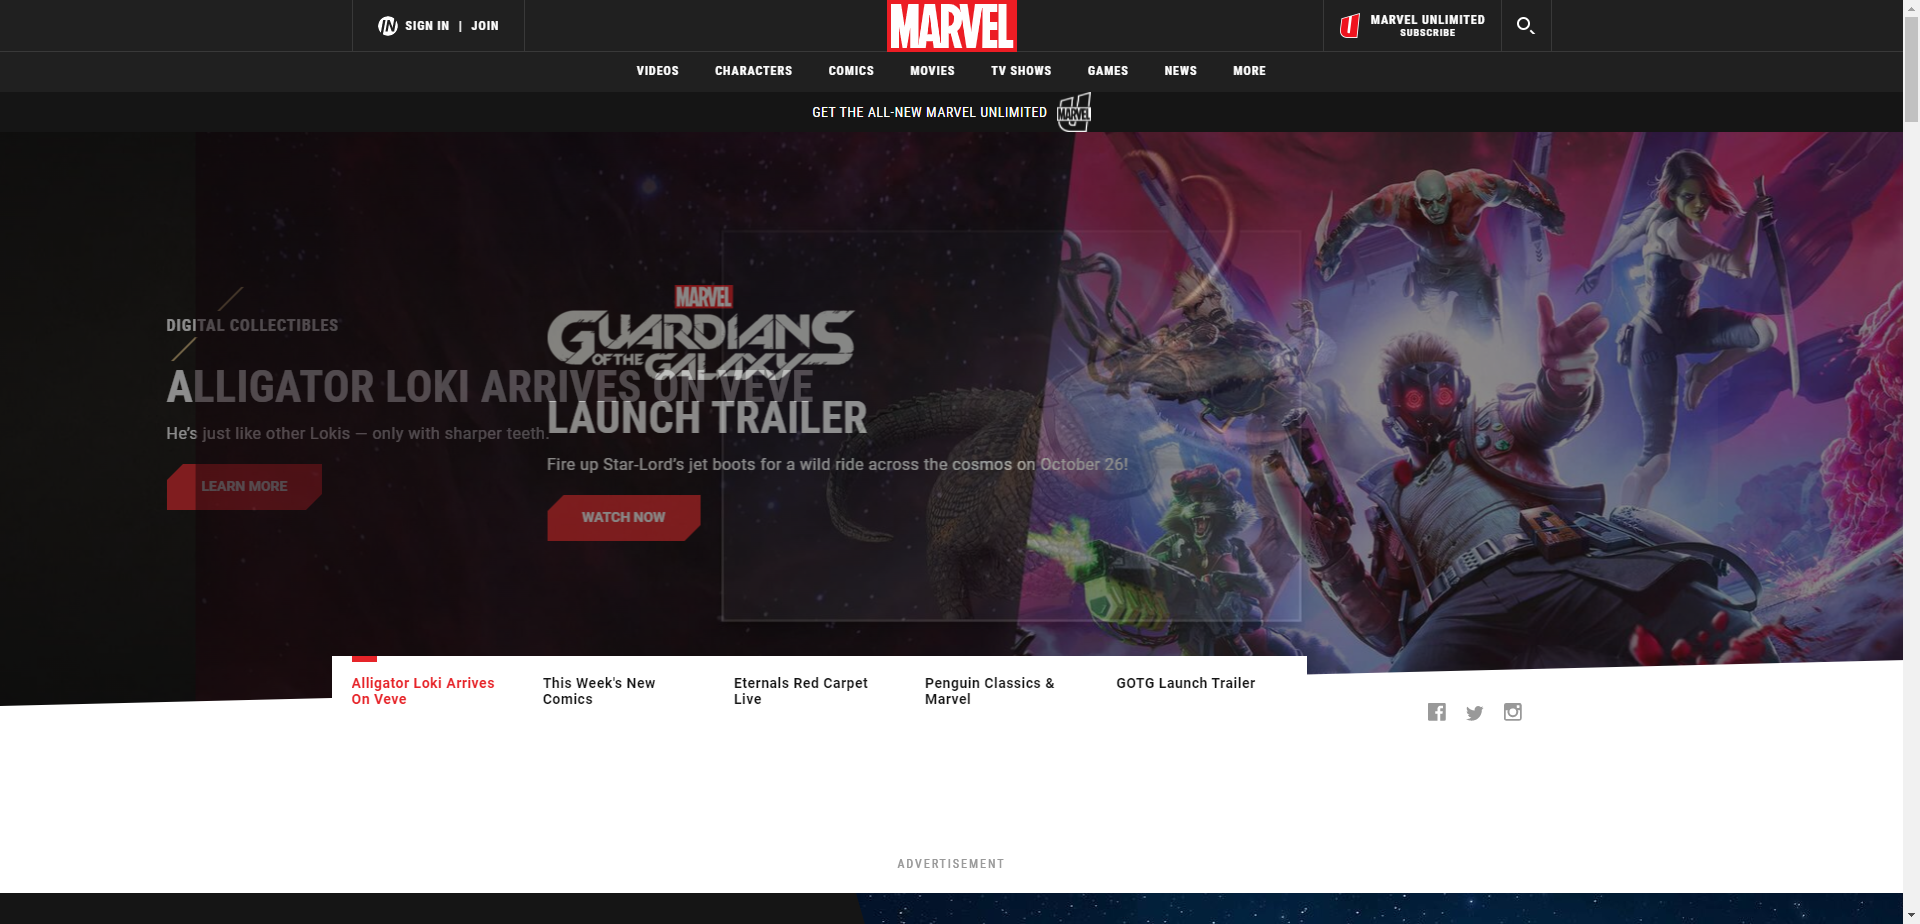 SIGN IN | JOIN
MARVEL
MARVEL UNLIMITED
SUBSCRIBE
VIDEOS CHARACTERS COMICS MOVIES TV SHOWS GAMES NEWS MORE
GET THE ALL-NEW MARVEL UNLIMITED
MARVEL
DIGITAL COLLECTIBLES
ALLIGATOR LOKI ARRIVES ON VEVE
He's just like other Lokis — only with sharper teeth.
LEARN MORE
MARVEL
GUARDIANS
OF THE
GALAXY
LAUNCH TRAILER
Fire up Star-Lord's jet boots for a wild ride across the cosmos on October 26!
WATCH NOW
Alligator Loki Arrives
On Veve
This Week's New
Comics
Eternals Red Carpet
Live
Penguin Classics &
Marvel
GOTG Launch Trailer
ADVERTISEMENT